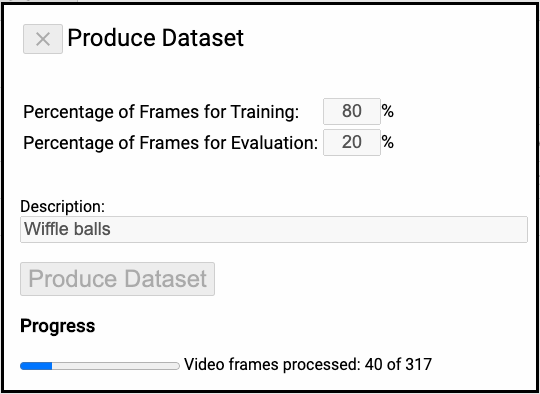 × Produce Dataset
Percentage of Frames for Training: 80 %
Percentage of Frames for Evaluation: 20 %
Description:
Wiffle balls
Produce Dataset
Progress
Video frames processed: 40 of 317